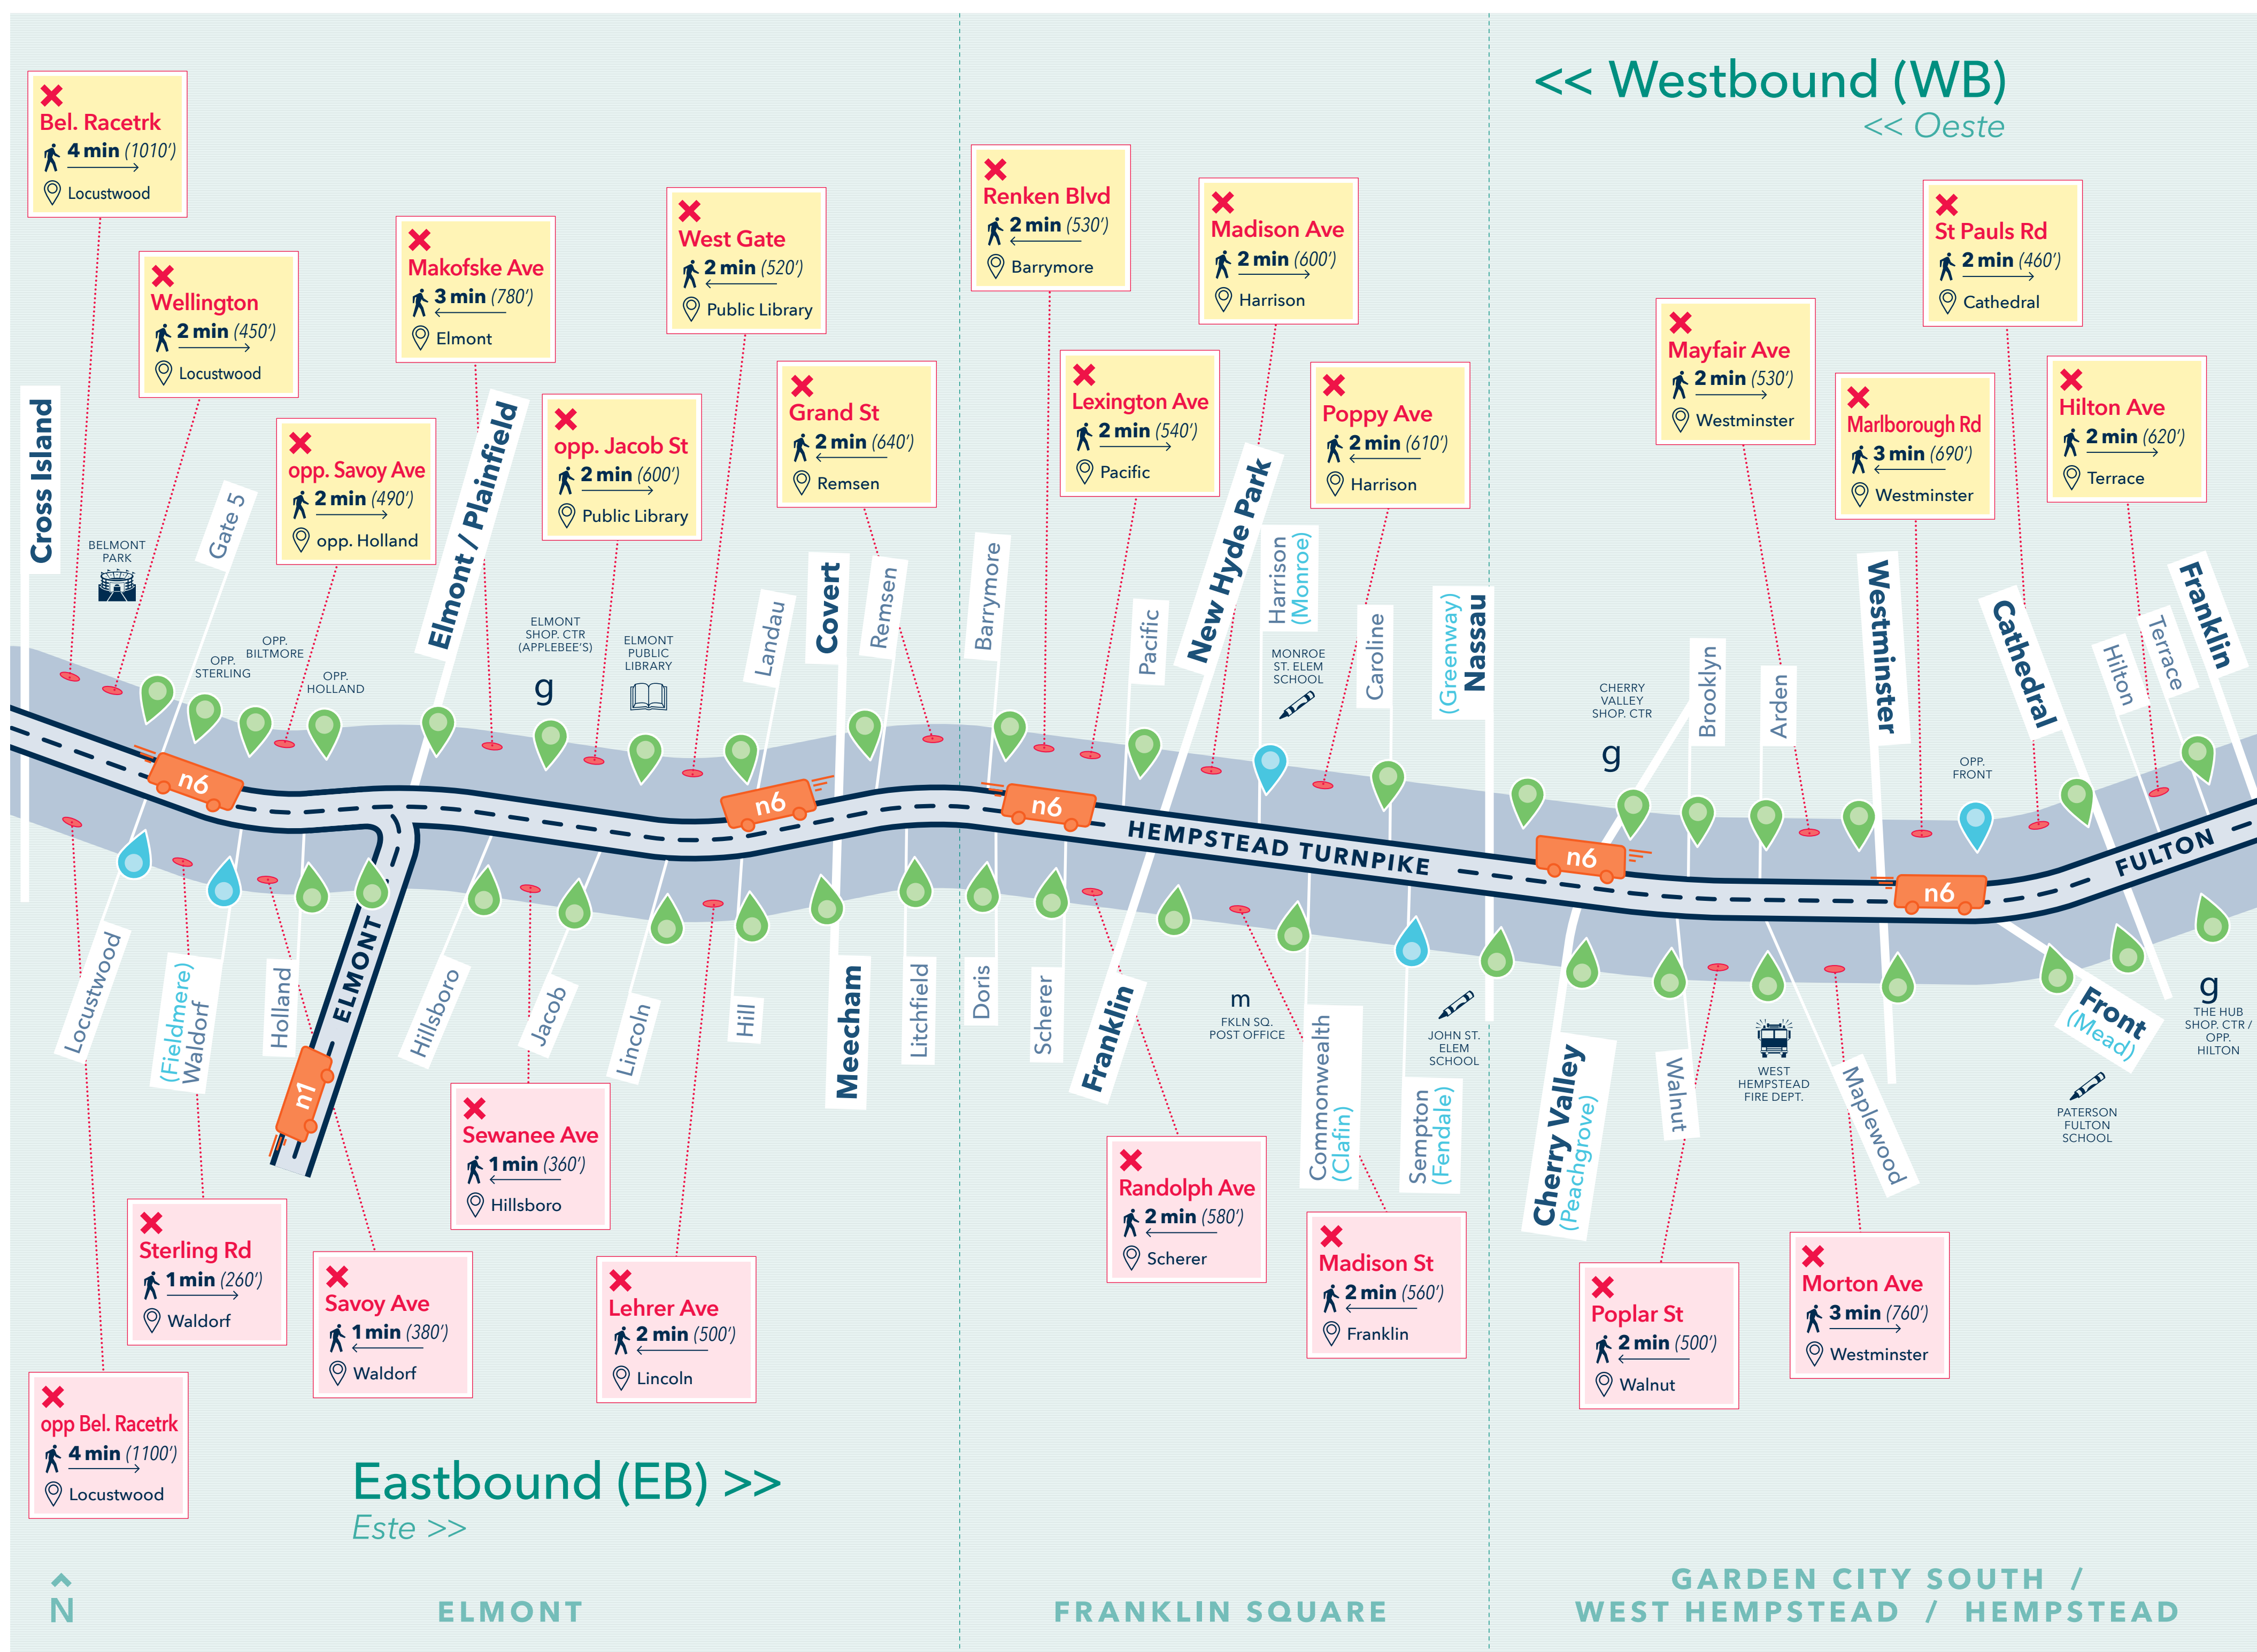 << Westbound (WB)
<< Oeste
Bel. Racetrk
4 min (1010')
Locustwood
Wellington
2 min (450')
Locustwood
opp. Savoy Ave
2 min (490')
opp. Holland
Makofske Ave
3 min (780')
Elmont
opp. Jacob St
2 min (600')
Public Library
West Gate
2 min (520')
Public Library
Grand St
2 min (640')
Remsen
Renken Blvd
2 min (530')
Barrymore
Lexington Ave
2 min (540')
Pacific
Madison Ave
2 min (600')
Harrison
Poppy Ave
2 min (610')
Harrison
Mayfair Ave
2 min (530')
Westminster
Marlborough Rd
3 min (690')
Westminster
St Pauls Rd
2 min (460')
Cathedral
Hilton Ave
2 min (620')
Terrace
Cross Island
BELMONT
PARK
Gate 5
OPP.
STERLING
OPP.
BILTMORE
OPP.
HOLLAND
Elmont / Plainfield
ELMONT
SHOP. CTR
(APPLEBEE'S)
g
ELMONT
PUBLIC
LIBRARY
Landau
Covert
Remsen
Barrymore
Pacific
New Hyde Park
Harrison
(Monroe)
MONROE
ST. ELEM
SCHOOL
Caroline
(Greenway)
Nassau
CHERRY
VALLEY
SHOP. CTR
g
Brooklyn
Arden
Westminster
OPP.
FRONT
Cathedral
Hilton
Terrace
Franklin
n6
n6
n6
n6
n6
HEMPSTEAD TURNPIKE
FULTON
ELMONT
n1
Locustwood
(Fieldmere)
Waldorf
Holland
Hillsboro
Jacob
Lincoln
Hill
Meecham
Litchfield
Doris
Scherer
Franklin
m
FKLN SQ.
POST OFFICE
Commonwealth
(Clafin)
Sempton
(Fendale)
JOHN ST.
ELEM
SCHOOL
Cherry Valley
(Peachgrove)
Walnut
WEST
HEMPSTEAD
FIRE DEPT.
Maplewood
Front
(Mead)
PATERSON
FULTON
SCHOOL
g
THE HUB
SHOP. CTR /
OPP.
HILTON
opp Bel. Racetrk
4 min (1100')
Locustwood
Sterling Rd
1 min (260')
Waldorf
Savoy Ave
1 min (380')
Waldorf
Sewanee Ave
1 min (360')
Hillsboro
Lehrer Ave
2 min (500')
Lincoln
Randolph Ave
2 min (580')
Scherer
Madison St
2 min (560')
Franklin
Poplar St
2 min (500')
Walnut
Morton Ave
3 min (760')
Westminster
Eastbound (EB) >>
Este >>
N
ELMONT
FRANKLIN SQUARE
GARDEN CITY SOUTH /
WEST HEMPSTEAD / HEMPSTEAD